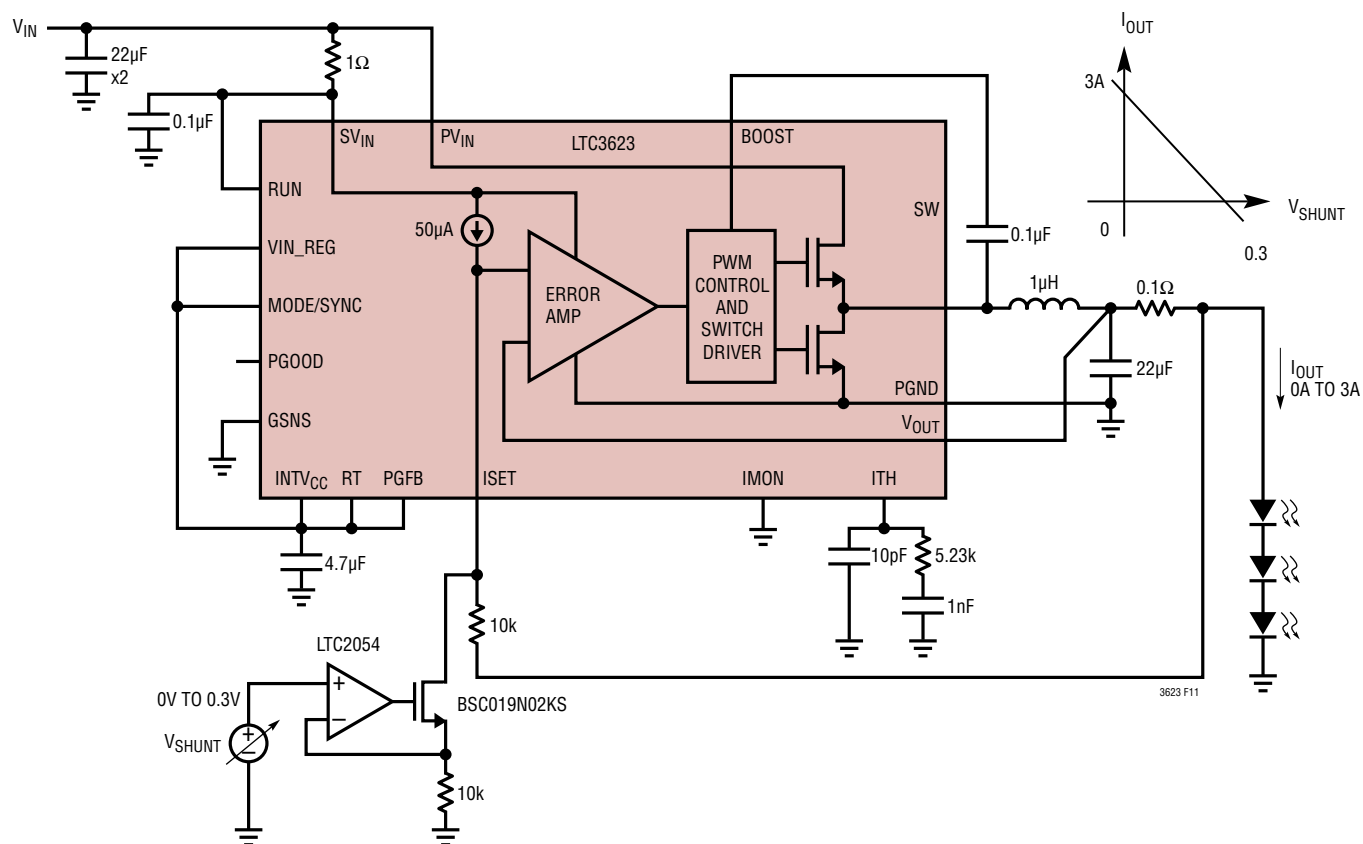 VIN
22µF
x2
1Ω
0.1µF
SVIN
PVIN
LTC3623
BOOST
RUN
VIN_REG
MODE/SYNC
PGOOD
GSNS
50µA
ERROR
AMP
PWM
CONTROL
AND
SWITCH
DRIVER
SW
0.1µF
1µH
0.1Ω
22µF
PGND
VOUT
INTVCC
RT
PGFB
ISET
IMON
ITH
4.7µF
10pF
5.23k
1nF
10k
LTC2054
+
−
BSC019N02KS
0V TO 0.3V
VSHUNT
+
−
10k
IOUT
3A
0
VSHUNT
0.3
IOUT
0A TO 3A
3623 F11